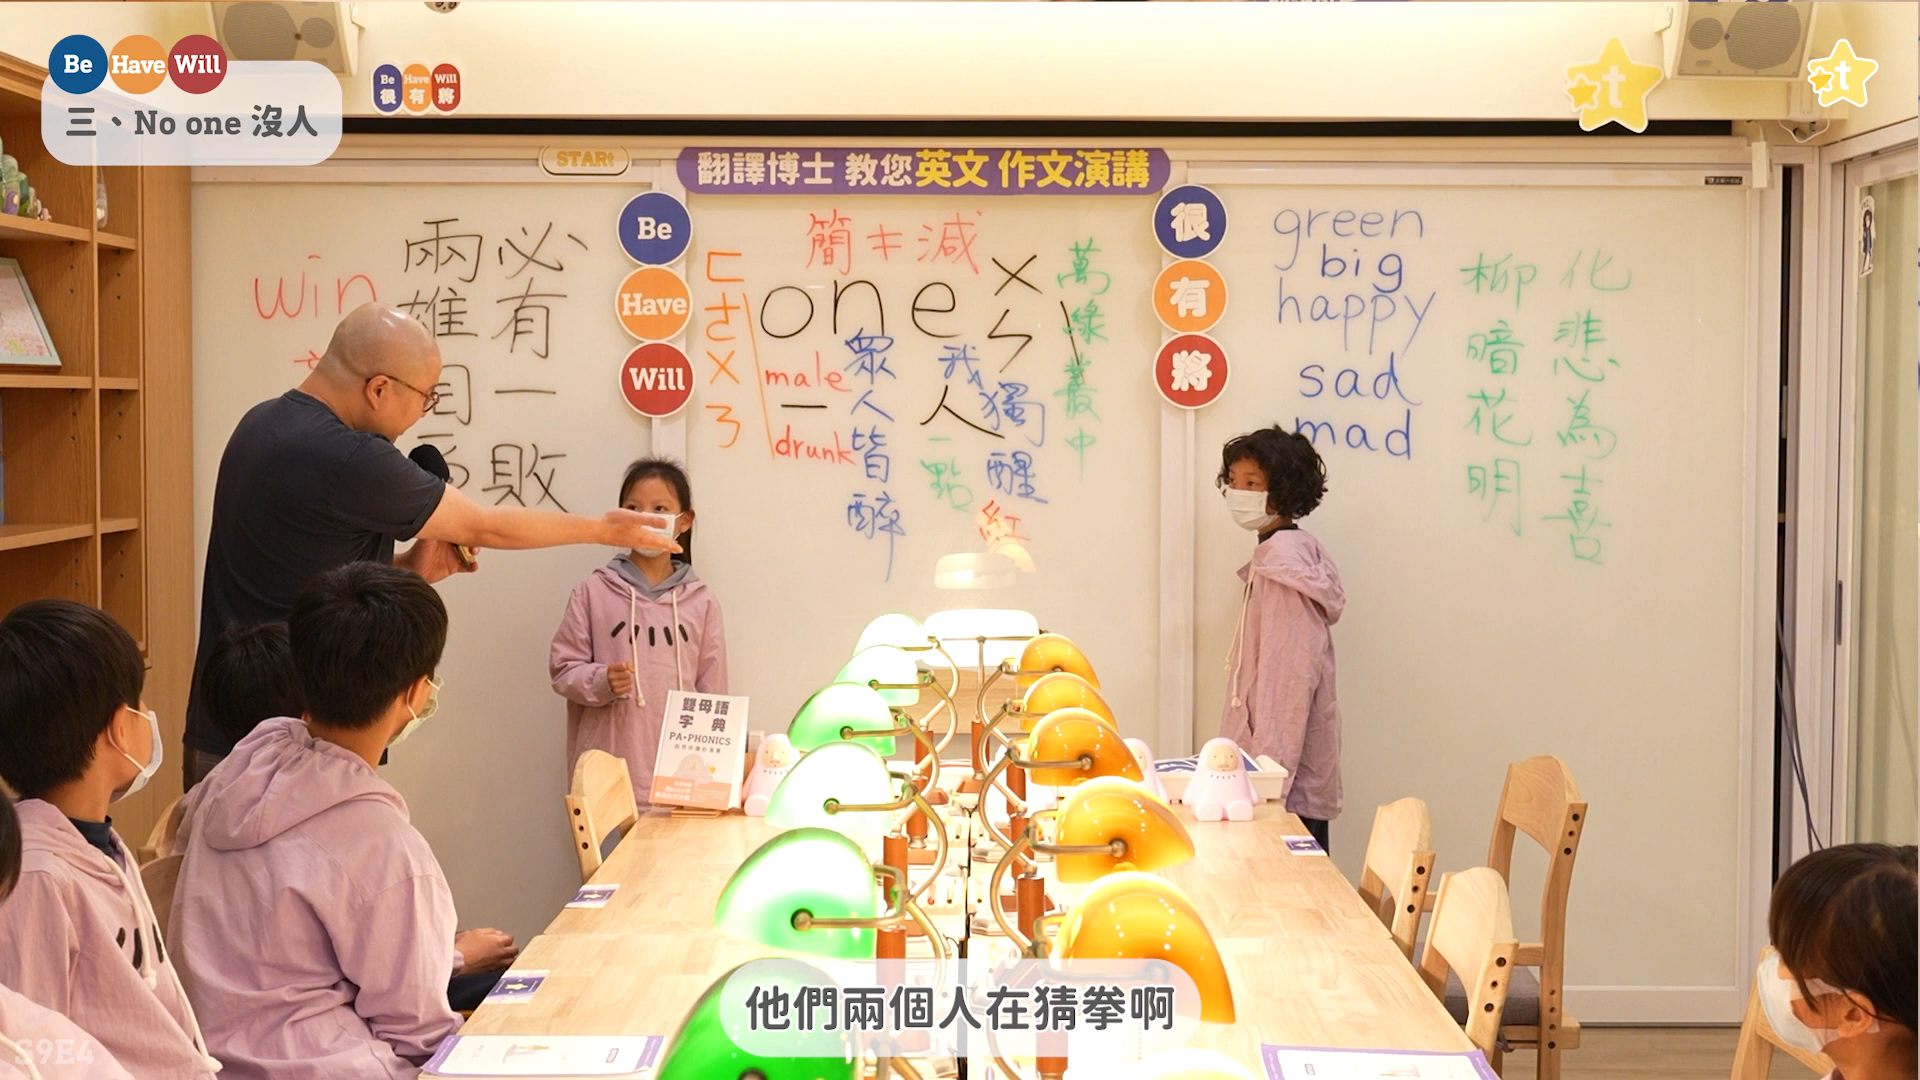 Be Have Will
三、No one 沒人
Be Have Will
很 有 將
START
翻譯博士 教您英文作文演講
Be
Have
Will
很
有
將
win
兩雄相
必有一敗
簡キ減
one
male
一
drunk
眾人皆醉
我獨醒
人
萬綠叢中
一點
紅
green
big
happy
sad
mad
柳暗花明
化悲為喜
雙母語
字典
PA-PHONICS
他們兩個人在猜拳啊
S9E4